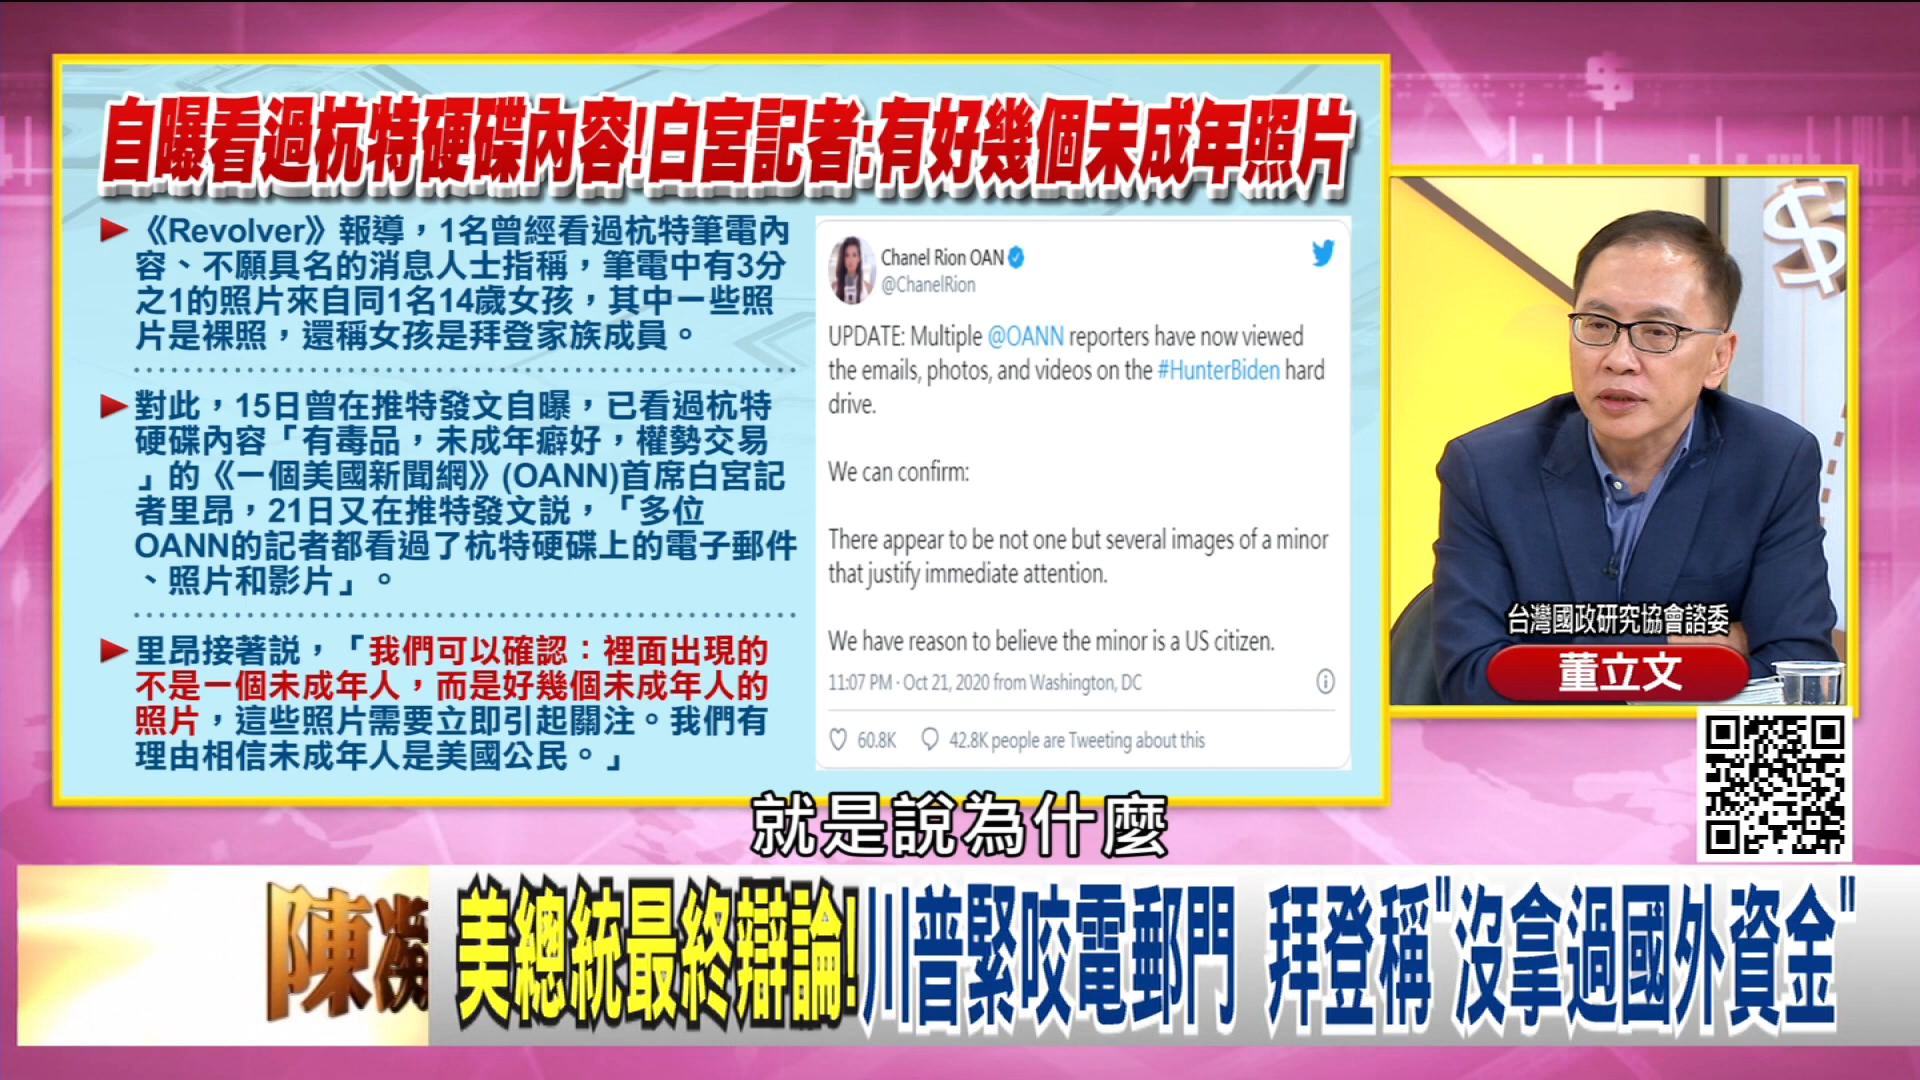 自曝看過杭特硬碟內容!白宮記者:有好幾個未成年照片
《Revolver》報導，1名曾經看過杭特筆電內
容、不願具名的消息人士指稱，筆電中有3分
之1的照片來自同1名14歲女孩，其中一些照
片是裸照，還稱女孩是拜登家族成員。
對此，15日曾在推特發文自曝，已看過杭特
硬碟內容「有毒品，未成年癖好，權勢交易
」的《一個美國新聞網》(OANN)首席白宮記
者里昂，21日又在推特發文說，「多位
OANN的記者都看過了杭特硬碟上的電子郵件
、照片和影片」。
里昂接著說，「我們可以確認：裡面出現的
不是一個未成年人，而是好幾個未成年人的
照片，這些照片需要立即引起關注。我們有
理由相信未成年人是美國公民。」
Chanel Rion OAN
@ChanelRion
UPDATE: Multiple @OANN reporters have now viewed
the emails, photos, and videos on the #HunterBiden hard
drive.
We can confirm:
There appear to be not one but several images of a minor
that justify immediate attention.
We have reason to believe the minor is a US citizen.
11:07 PM · Oct 21, 2020 from Washington, DC
60.8K
42.8K people are Tweeting about this
台灣國政研究協會諮委
董立文
就是說為什麼
陳
美總統最終辯論!川普緊咬電郵門 拜登稱"沒拿過國外資金"